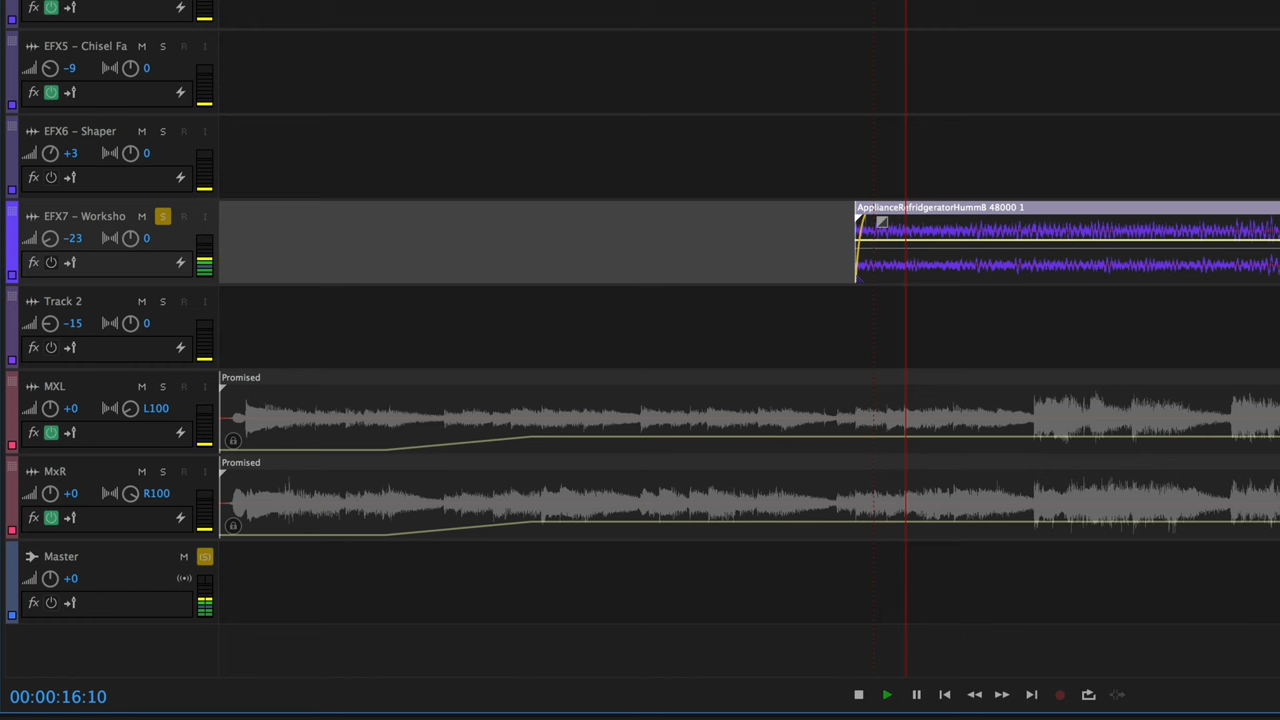 fx
EFX5 - Chisel Fa M S R I
-9 0
fx
EFX6 - Shaper M S R I
+3 0
fx
EFX7 - Worksho M S R I
-23 0
fx
ApplianceRefridgeratorHummB 48000 1
Track 2 M S R I
-15 0
fx
MXL M S R I
+0 L100
fx
Promised
MxR M S R I
+0 R100
fx
Promised
Master M (S)
+0
fx
00:00:16:10